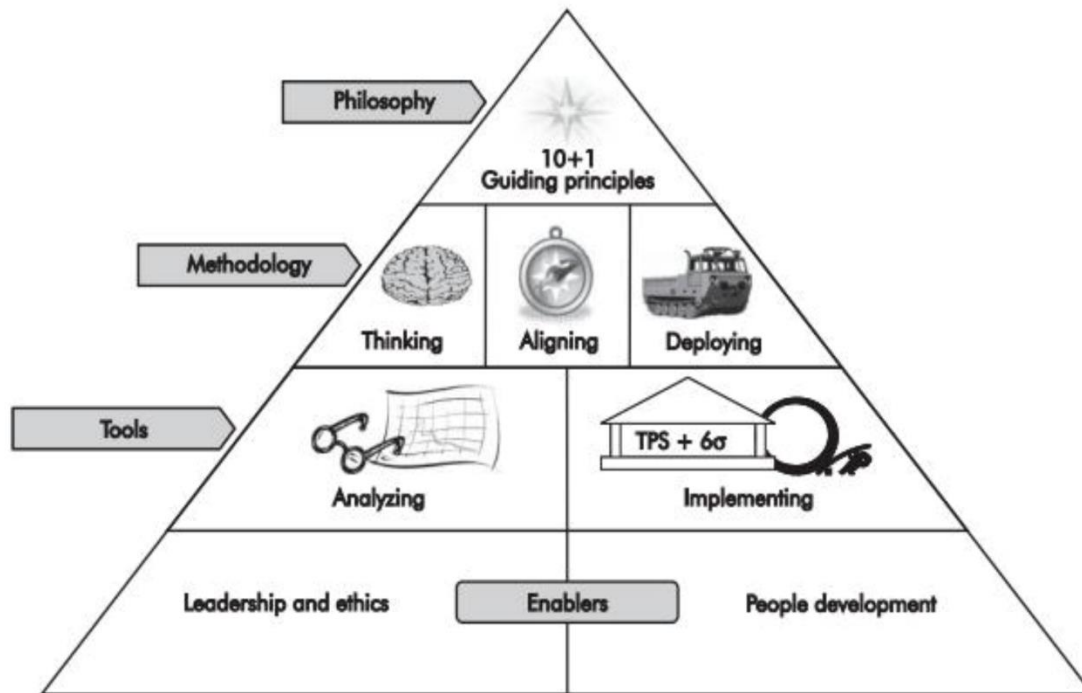 Philosophy
10+1
Guiding principles
Methodology
Thinking
Aligning
Deploying
Tools
TPS + 6σ
Analyzing
Implementing
Leadership and ethics
Enablers
People development